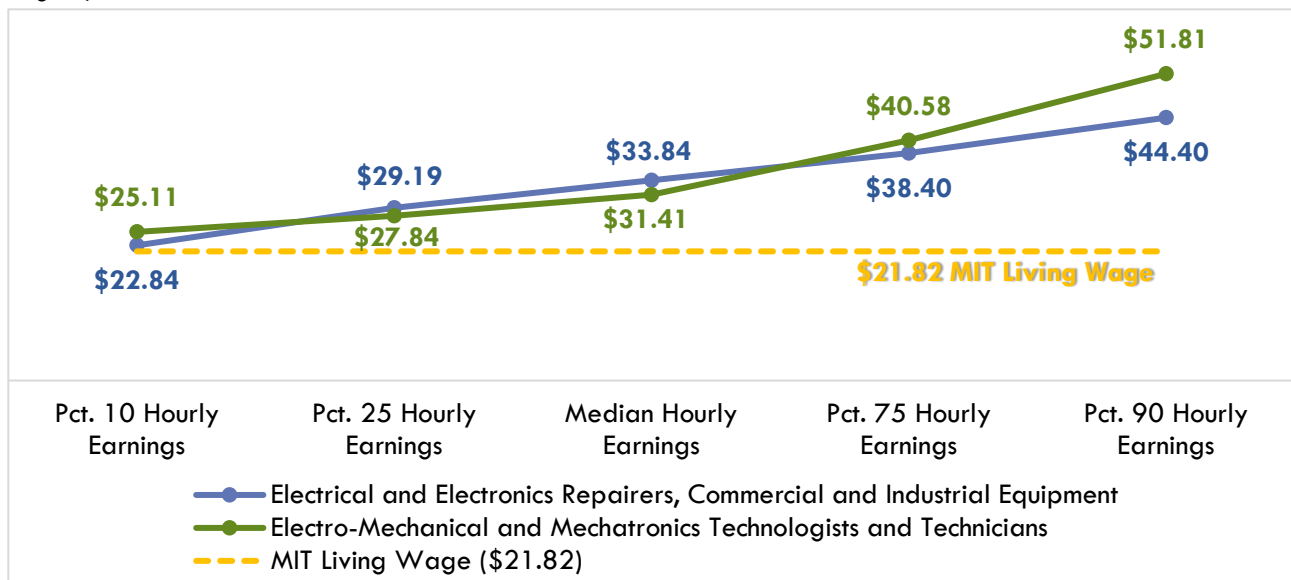 $51.81
$40.58
$33.84
$44.40
$29.19
$38.40
$25.11
$31.41
$27.84
$22.84
$21.82 MIT Living Wage
Pct. 10 Hourly Earnings
Pct. 25 Hourly Earnings
Median Hourly Earnings
Pct. 75 Hourly Earnings
Pct. 90 Hourly Earnings
Electrical and Electronics Repairers, Commercial and Industrial Equipment
Electro-Mechanical and Mechatronics Technologists and Technicians
MIT Living Wage ($21.82)